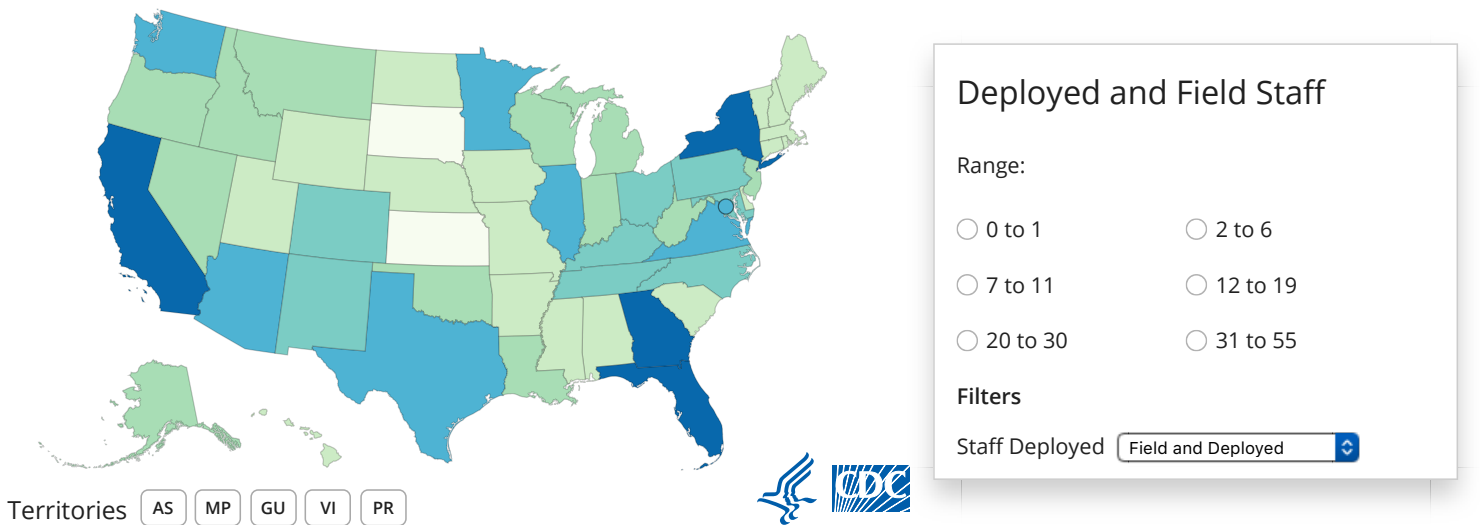 Deployed and Field Staff
Range:
0 to 1
2 to 6
7 to 11
12 to 19
20 to 30
31 to 55
Filters
Staff Deployed Field and Deployed
CDC
Territories AS MP GU VI PR